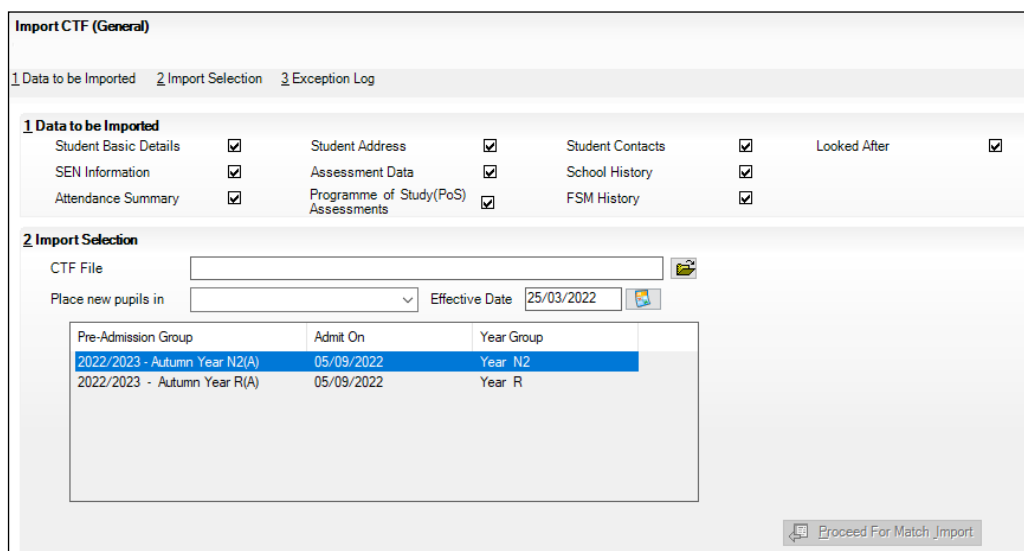 Import CTF (General)
1 Data to be Imported 2 Import Selection 3 Exception Log
1 Data to be Imported
Student Basic Details Student Address Student Contacts Looked After
SEN Information Assessment Data School History
Attendance Summary Programme of Study(PoS) Assessments FSM History
2 Import Selection
CTF File
Place new pupils in Effective Date 25/03/2022
Pre-Admission Group Admit On Year Group
2022/2023 - Autumn Year N2(A) 05/09/2022 Year N2
2022/2023 - Autumn Year R(A) 05/09/2022 Year R
Proceed For Match Import